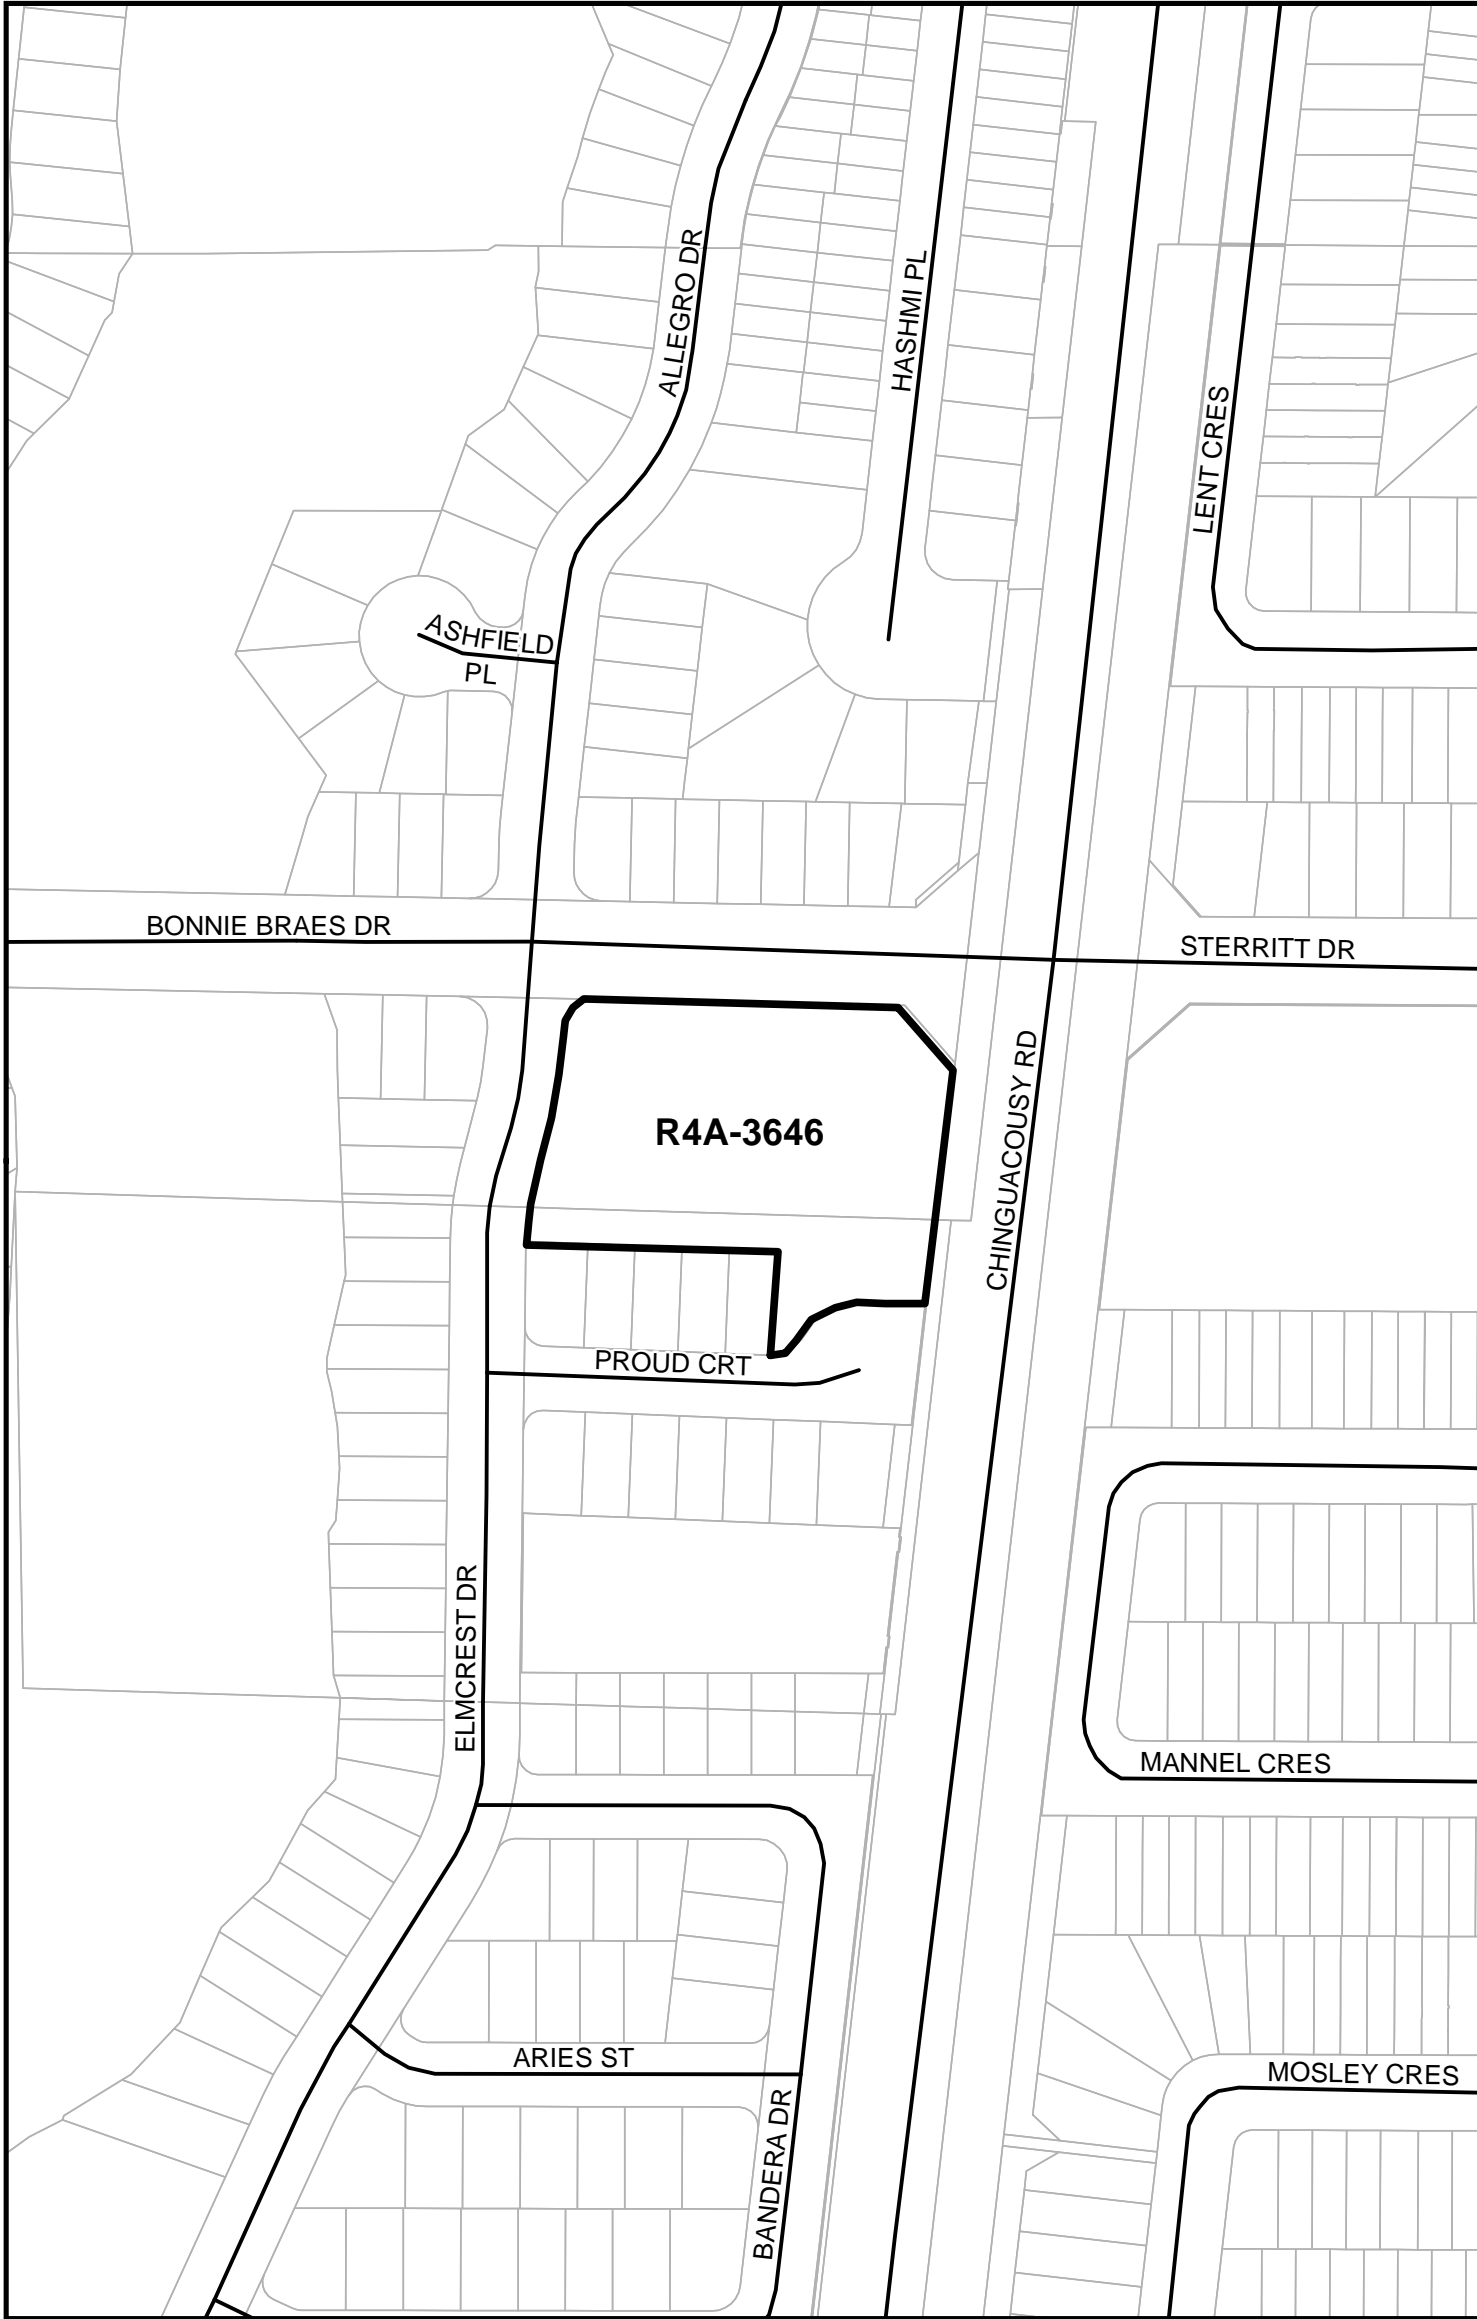 ALLEGRO DR
HASHMI PL
LENT CRES
ASHFIELD
PL
BONNIE BRAES DR
STERRITT DR
CHINGUACOUSY RD
R4A-3646
PROUD CRT
ELMCREST DR
MANNEL CRES
ARIES ST
MOSLEY CRES
BANDERA DR